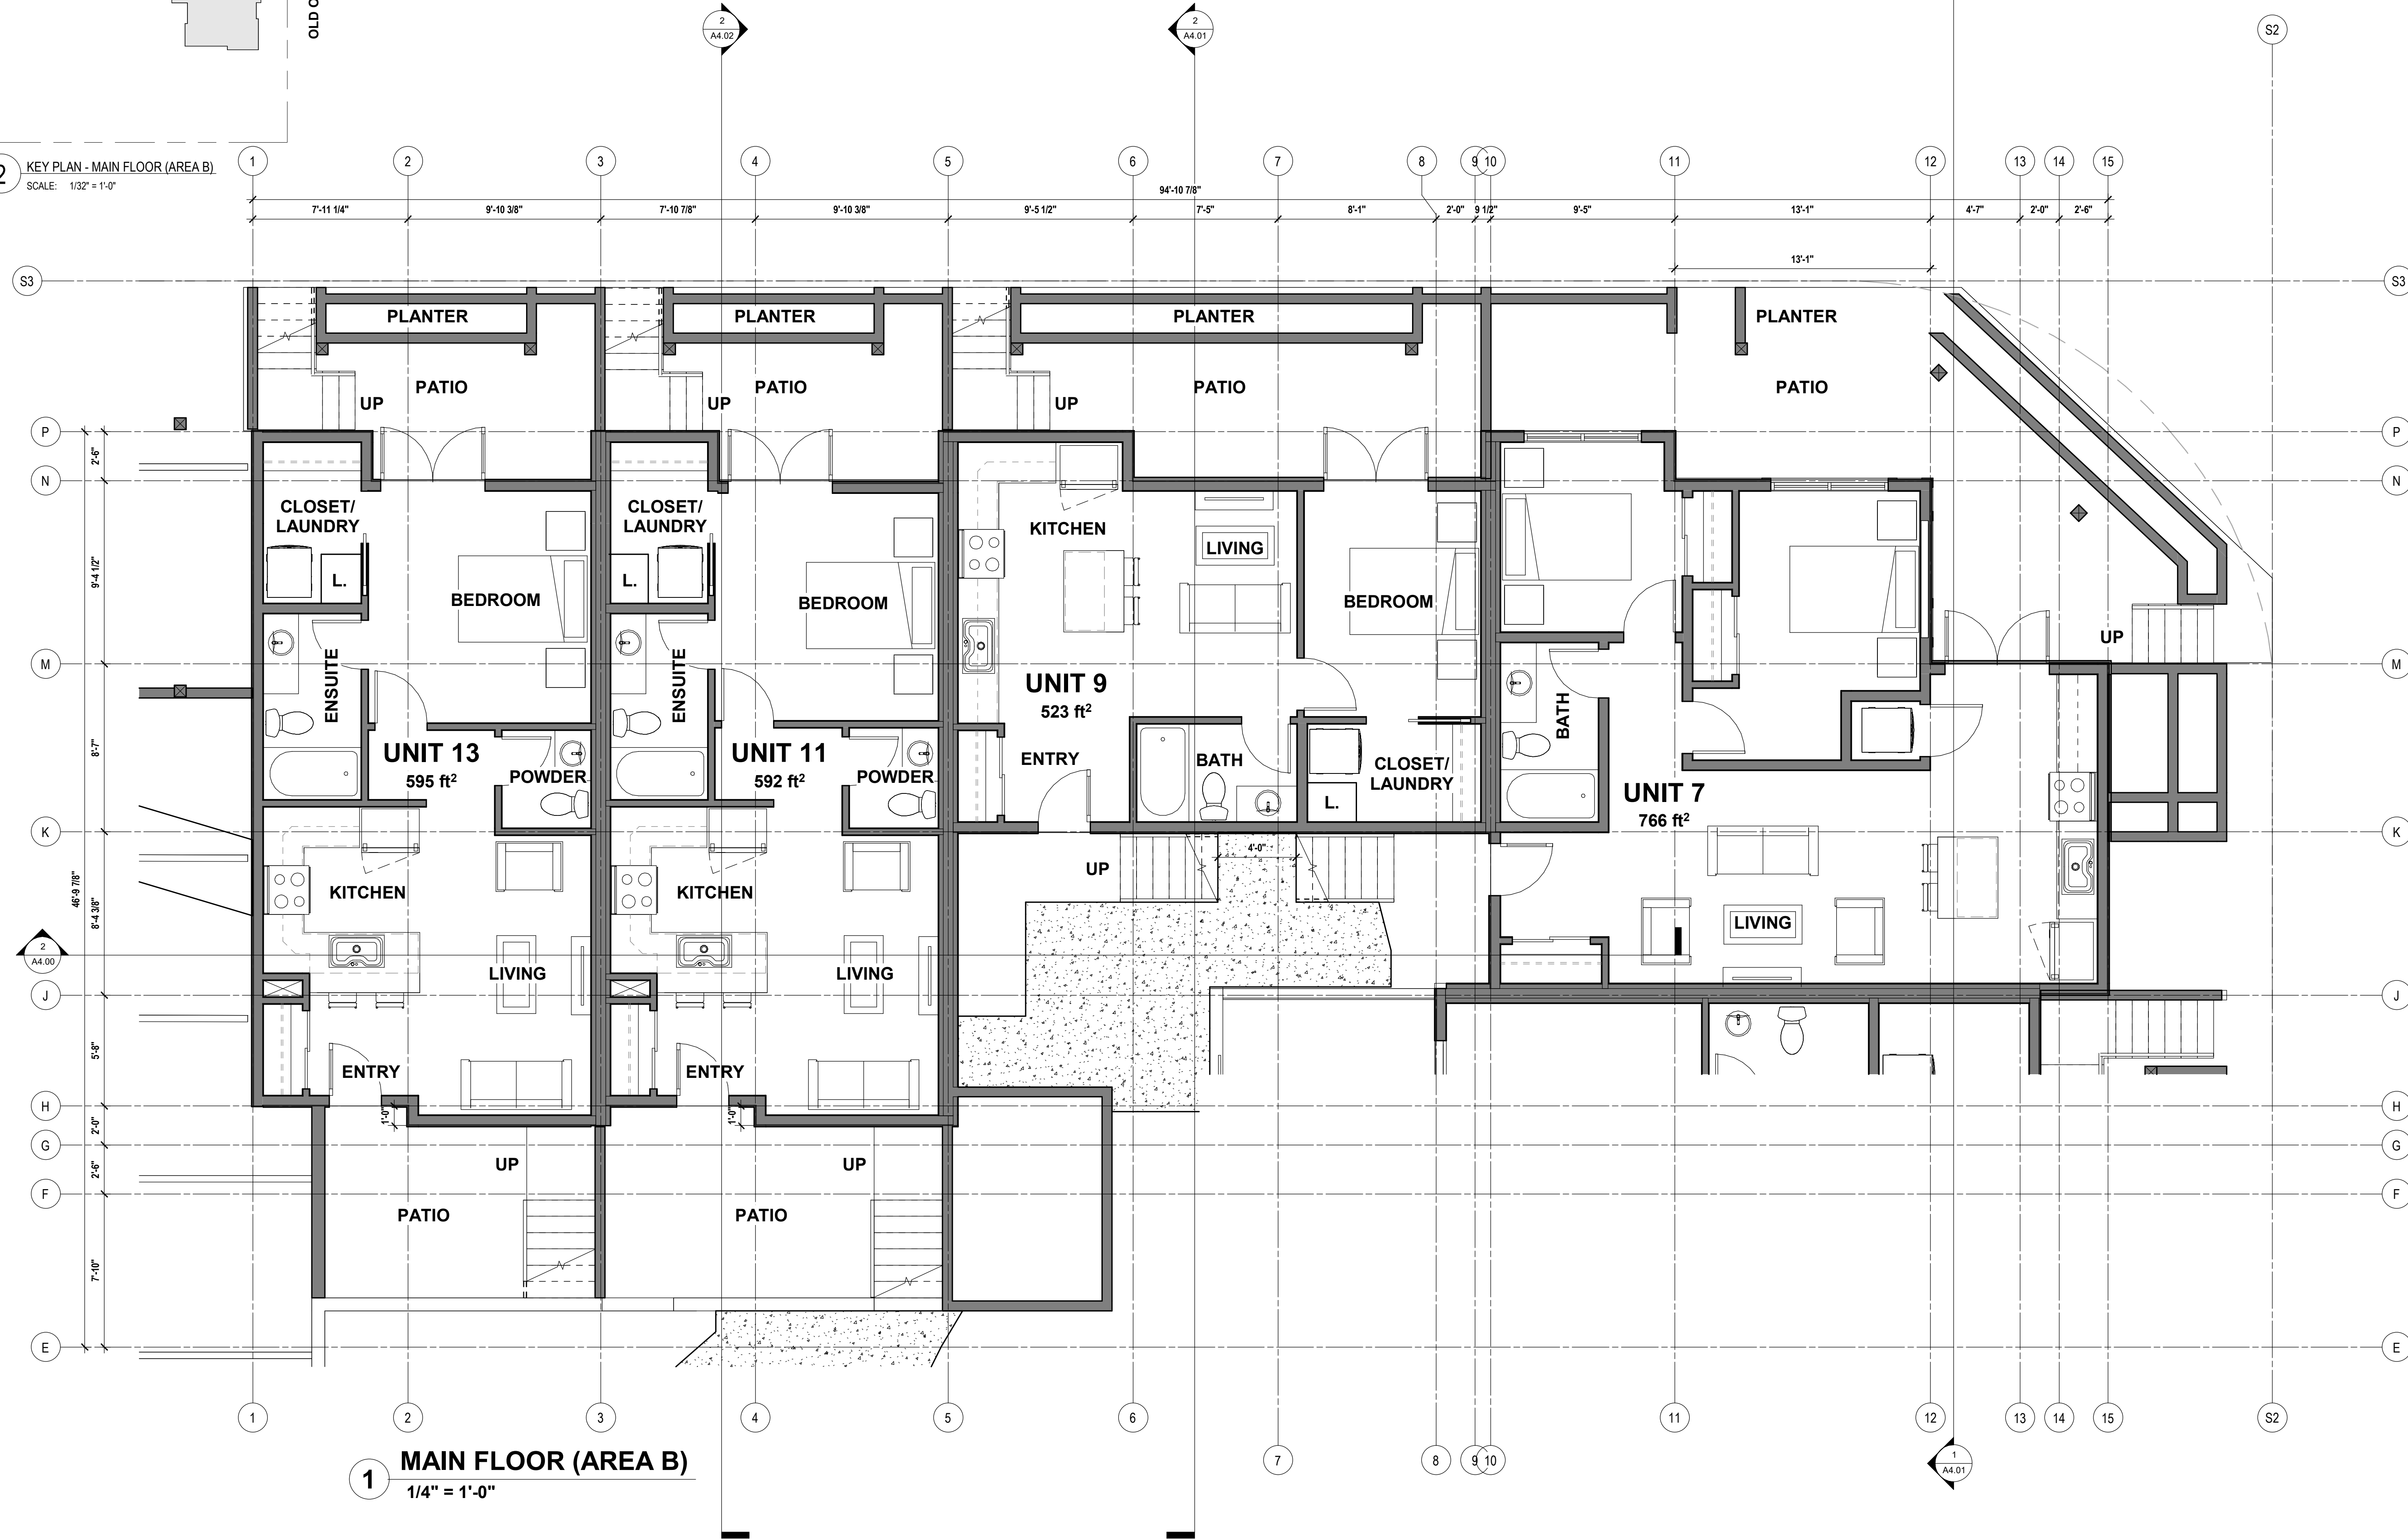 OLD C
2
A4.02
2
A4.01
S2
2
KEY PLAN - MAIN FLOOR (AREA B)
SCALE: 1/32" = 1'-0"
1
2
3
4
5
6
7
8
9
10
11
12
13
14
15
94'-10 7/8"
7'-11 1/4"
9'-10 3/8"
7'-10 7/8"
9'-10 3/8"
9'-5 1/2"
7'-5"
8'-1"
2'-0"
9 1/2"
9'-5"
13'-1"
4'-7"
2'-0"
2'-6"
13'-1"
S3
S3
PLANTER
PLANTER
PLANTER
PLANTER
PATIO
PATIO
PATIO
PATIO
UP
UP
UP
P
P
2'-6"
N
N
CLOSET/
LAUNDRY
CLOSET/
LAUNDRY
KITCHEN
LIVING
9'-4 1/2"
L.
L.
BEDROOM
BEDROOM
BEDROOM
UP
M
M
ENSUITE
ENSUITE
UNIT 9
523 ft²
BATH
8'-7"
UNIT 13
595 ft²
POWDER
UNIT 11
592 ft²
POWDER
ENTRY
BATH
CLOSET/
LAUNDRY
L.
UNIT 7
766 ft²
K
K
4'-0"
UP
KITCHEN
KITCHEN
46'-9 7/8"
8'-4 3/8"
LIVING
2
A4.00
LIVING
LIVING
J
J
5'-8"
ENTRY
ENTRY
H
H
1'-0"
1'-0"
2'-0"
G
G
UP
UP
2'-6"
F
F
PATIO
PATIO
7'-10"
E
E
1
2
3
4
5
6
7
8
9
10
11
12
13
14
15
S2
1
A4.01
1
MAIN FLOOR (AREA B)
1/4" = 1'-0"